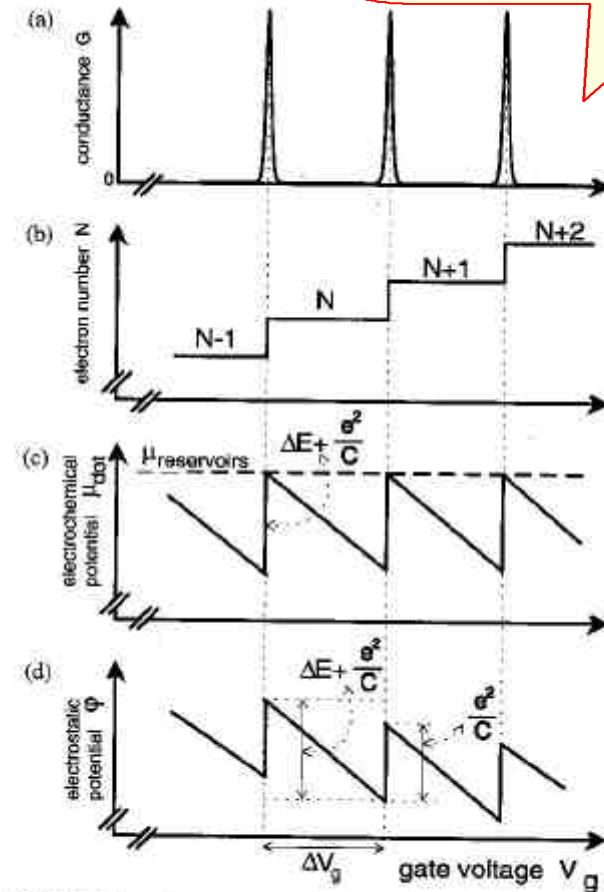 (a)
conductance G
0
(b)
electron number N
N-1
N
N+1
N+2
(c)
electrochemical
potential μdot
μreservoirs
ΔE+ e²/C
(d)
electrostatic
potential φ
ΔE+ e²/C
e²/C
ΔVg
gate voltage Vg